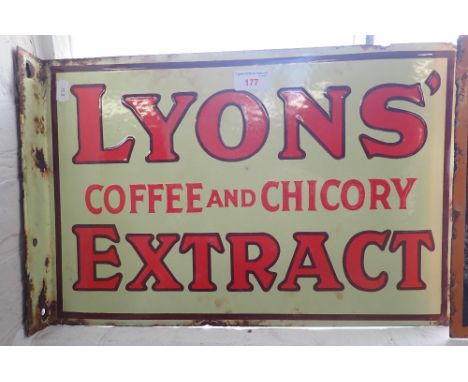 177
LYONS'
COFFEE AND CHICORY
EXTRACT